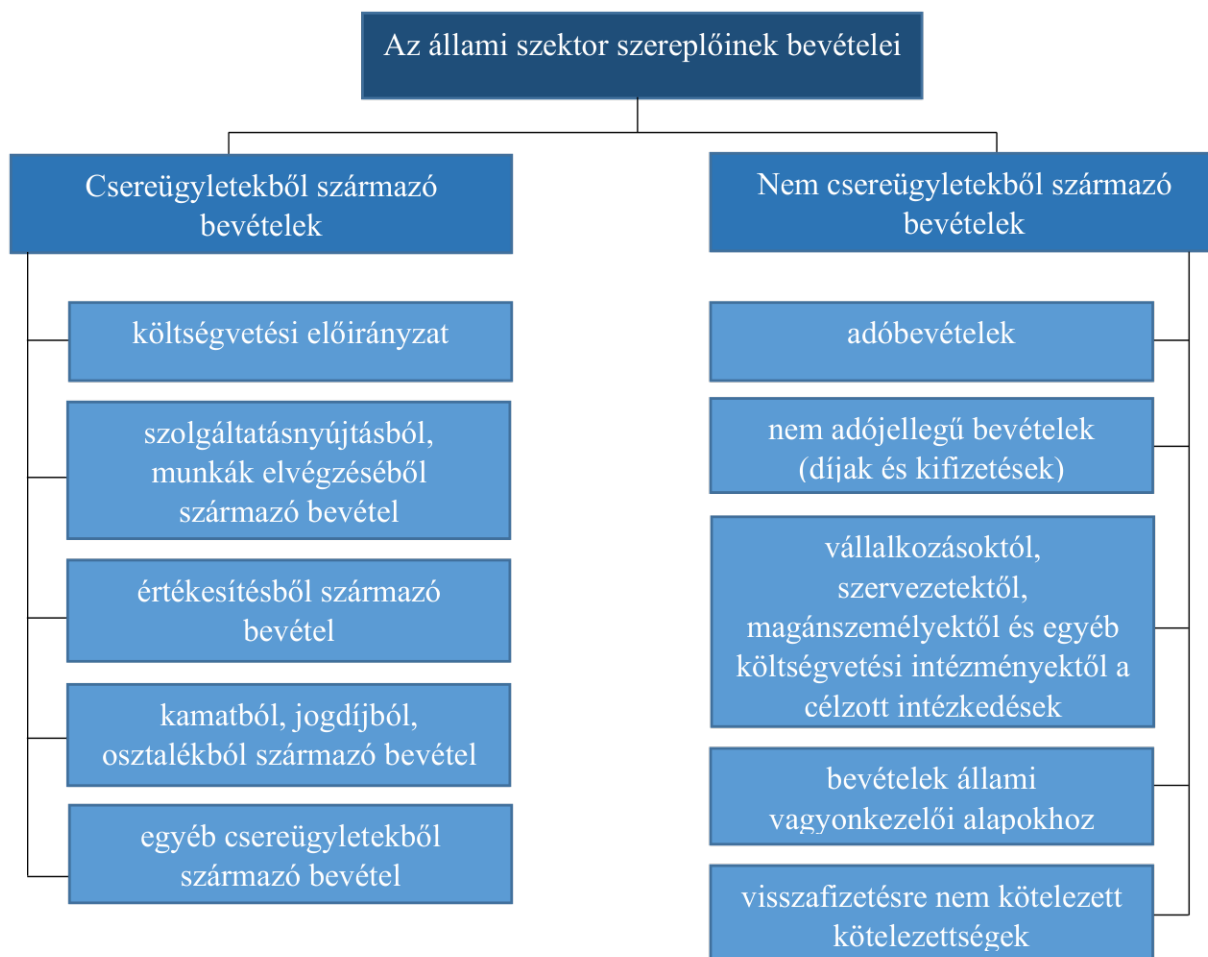 Az állami szektor szereplőinek bevételei
Csereügyletekből származó
bevételek
költségvetési előirányzat
szolgáltatásnyújtásból,
munkák elvégzéséből
származó bevétel
értékesítésből származó
bevétel
kamatból, jogdíjból,
osztalékból származó bevétel
egyéb csereügyletekből
származó bevétel
Nem csereügyletekből származó
bevételek
adóbevételek
nem adójellegű bevételek
(díjak és kifizetések)
vállalkozásoktól,
szervezetektől,
magánszemélyektől és egyéb
költségvetési intézményektől a
célzott intézkedések
bevételek állami
vagyonkezelői alapokhoz
visszafizetésre nem kötelezett
kötelezettségek